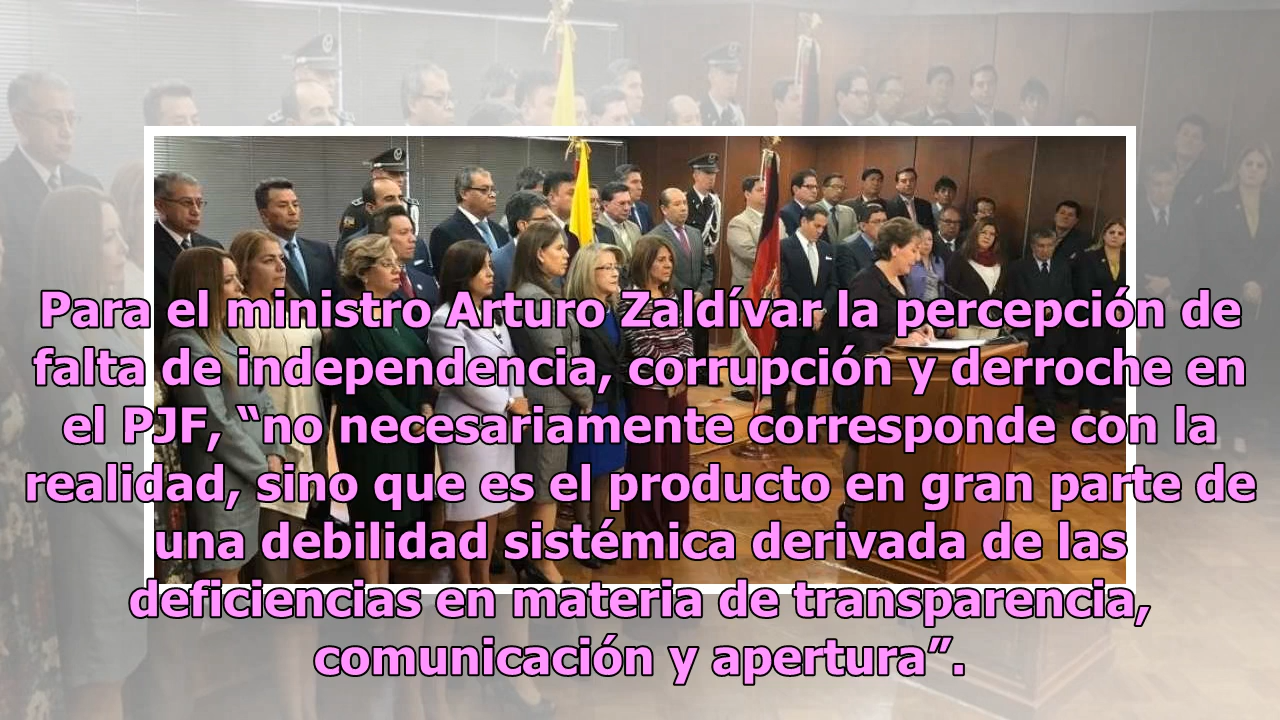 Para el ministro Arturo Zaldívar la percepción de
falta de independencia, corrupción y derroche en
el PJF, “no necesariamente corresponde con la
realidad, sino que es el producto en gran parte de
una debilidad sistémica derivada de las
deficiencias en materia de transparencia,
comunicación y apertura”.